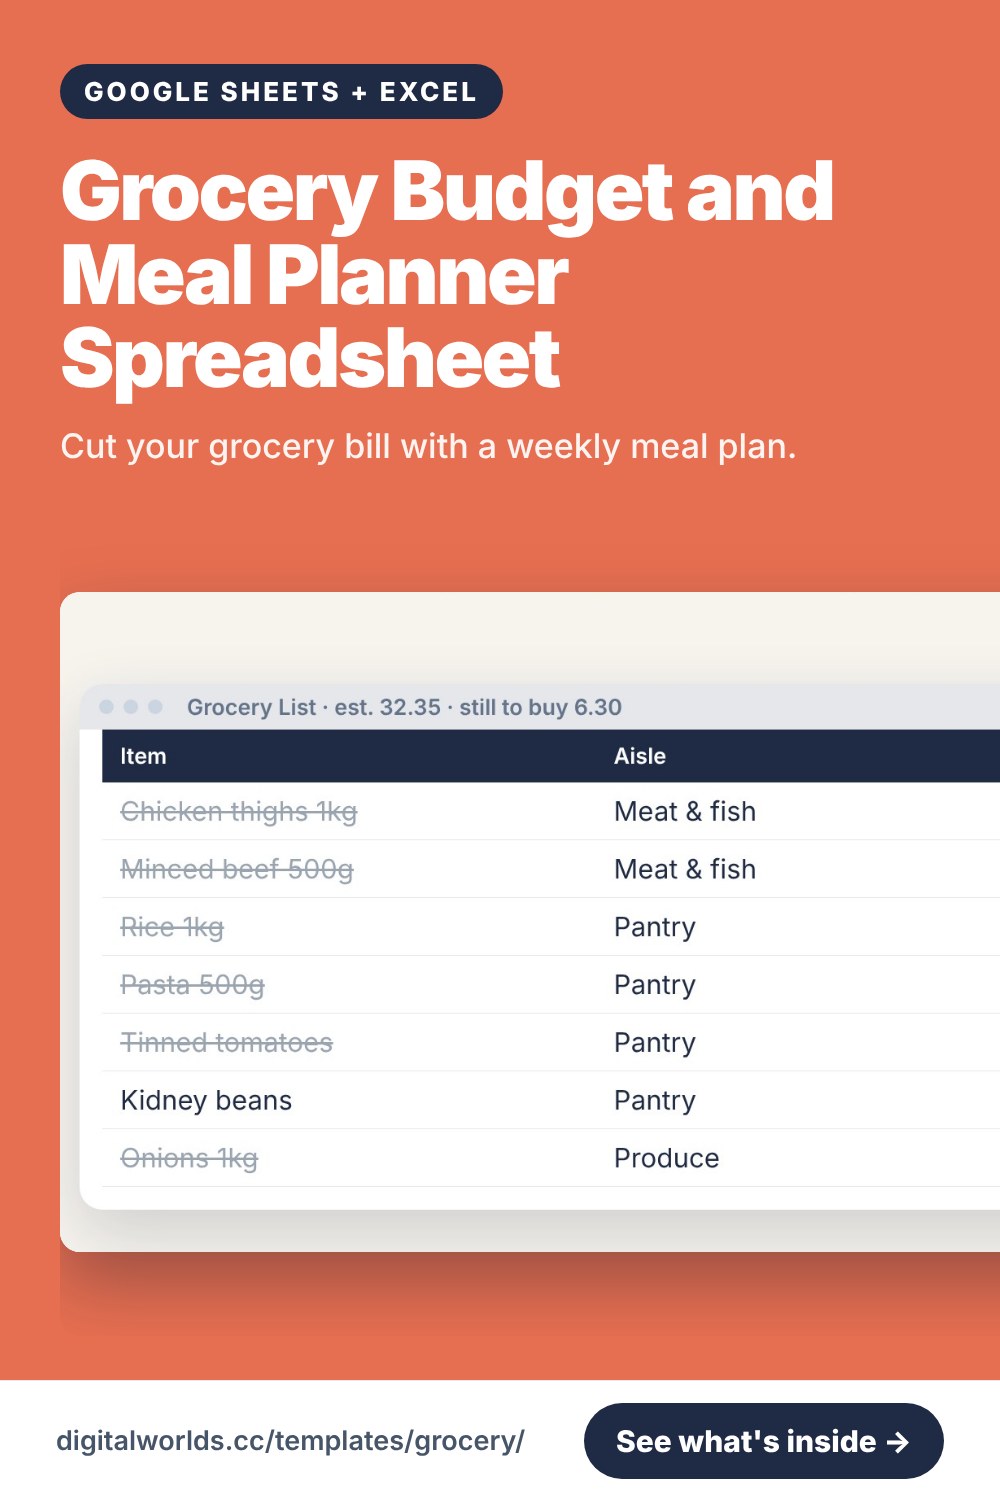 GOOGLE SHEETS + EXCEL
Grocery Budget and
Meal Planner
Spreadsheet
Cut your grocery bill with a weekly meal plan.
Grocery List · est. 32.35 · still to buy 6.30
Item Aisle
Chicken thighs 1kg Meat & fish
Minced beef 500g Meat & fish
Rice 1kg Pantry
Pasta 500g Pantry
Tinned tomatoes Pantry
Kidney beans Pantry
Onions 1kg Produce
digitalworlds.cc/templates/grocery/ See what's inside →